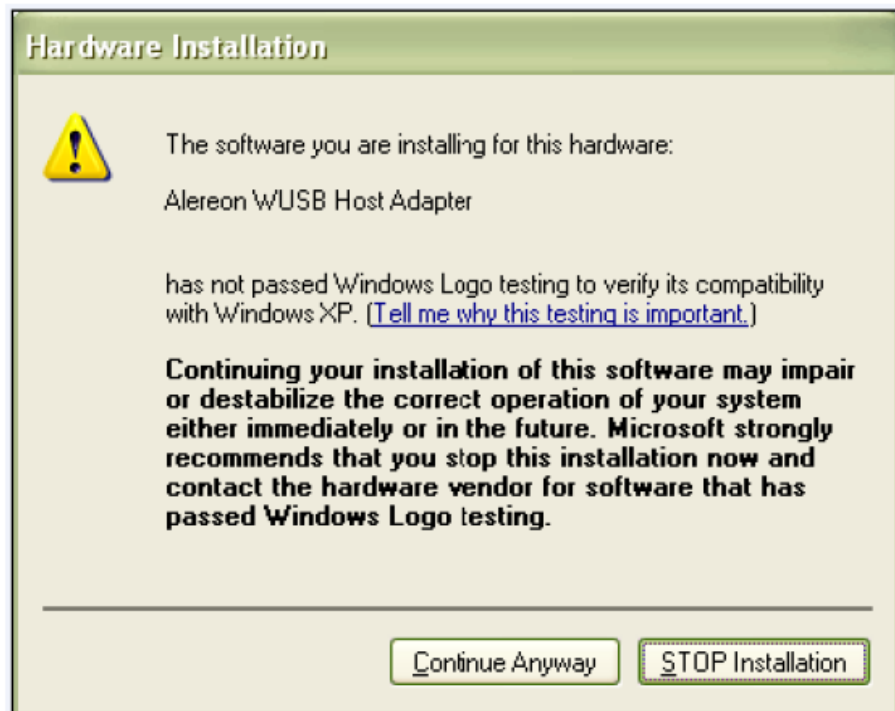 Hardware Installation
The software you are installing for this hardware:
Alereon WUSB Host Adapter
has not passed Windows Logo testing to verify its compatibility
with Windows XP. (Tell me why this testing is important.)
Continuing your installation of this software may impair
or destabilize the correct operation of your system
either immediately or in the future. Microsoft strongly
recommends that you stop this installation now and
contact the hardware vendor for software that has
passed Windows Logo testing.
Continue Anyway
STOP Installation